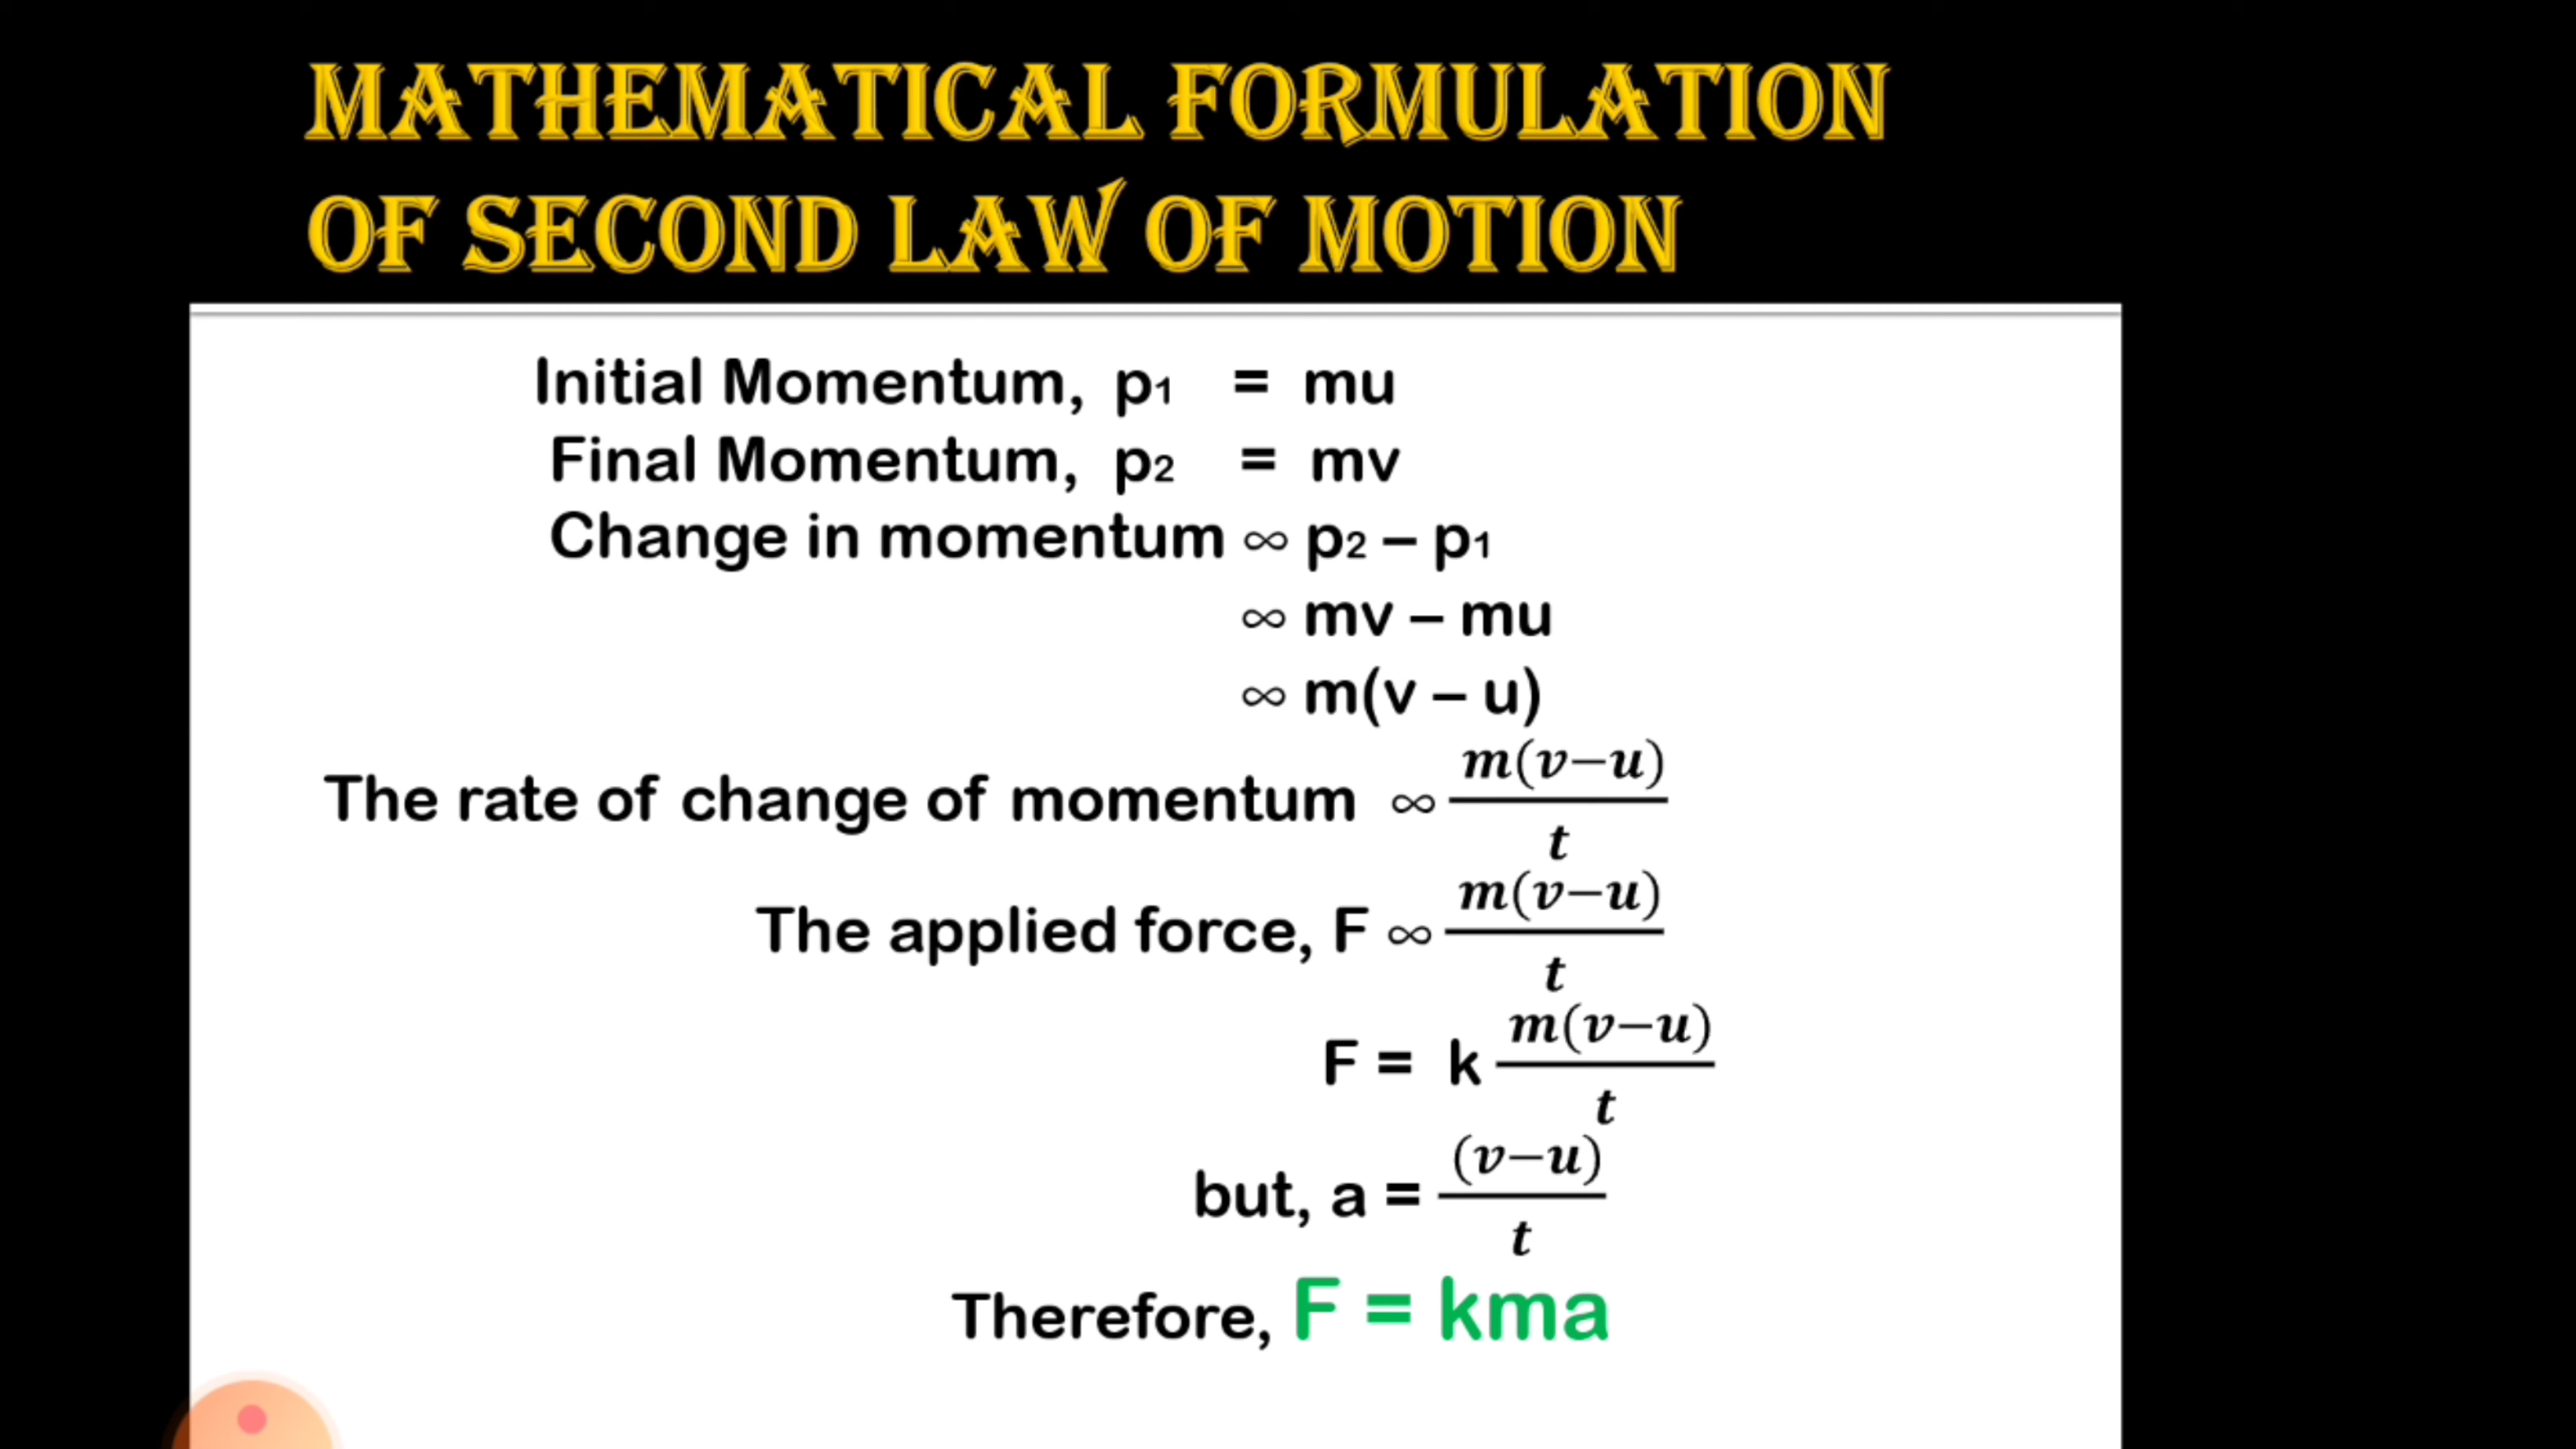 MATHEMATICAL FORMULATION
OF SECOND LAW OF MOTION
Initial Momentum, p₁ = mu
Final Momentum, p₂ = mv
Change in momentum ∞ p₂ – p₁
∞ mv – mu
∞ m(v – u)
The rate of change of momentum ∞ m(v−u)/t
The applied force, F ∞ m(v−u)/t
F = k m(v−u)/t
but, a = (v−u)/t
Therefore, F = kma